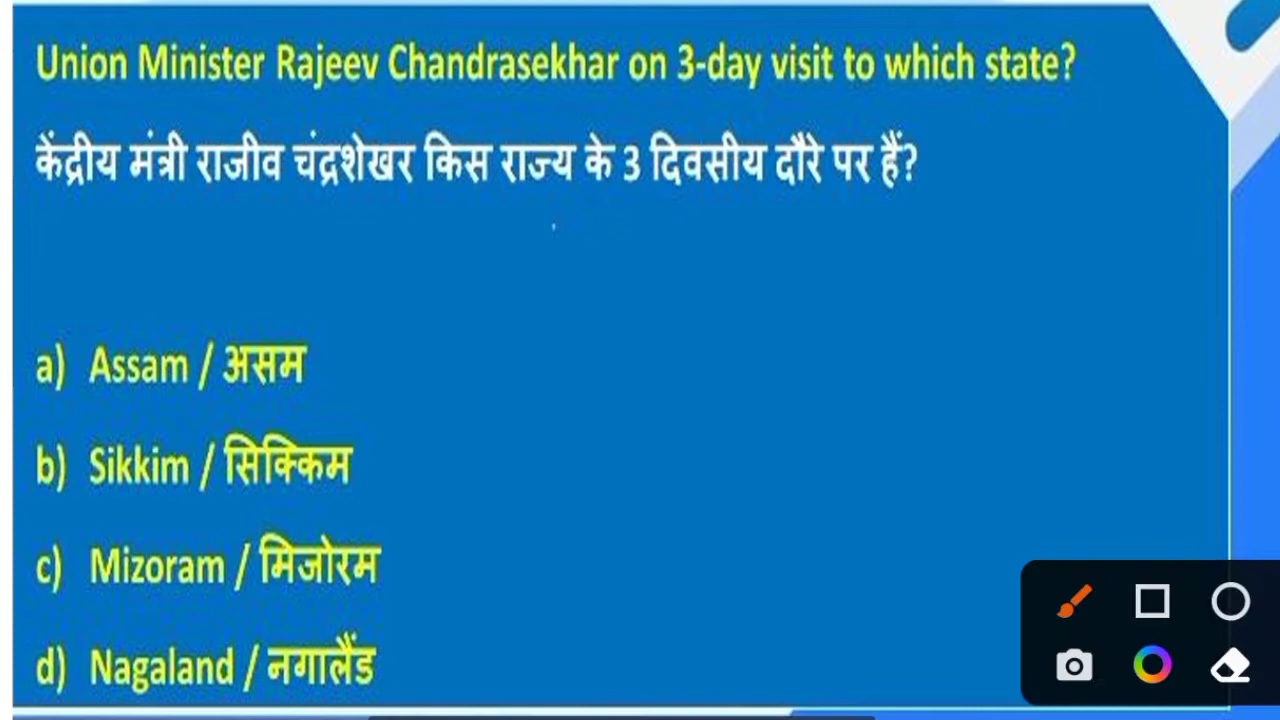 Union Minister Rajeev Chandrasekhar on 3-day visit to which state?
केंद्रीय मंत्री राजीव चंद्रशेखर किस राज्य के 3 दिवसीय दौरे पर हैं?
a) Assam / असम
b) Sikkim / सिक्किम
c) Mizoram / मिजोरम
d) Nagaland / नगालैंड